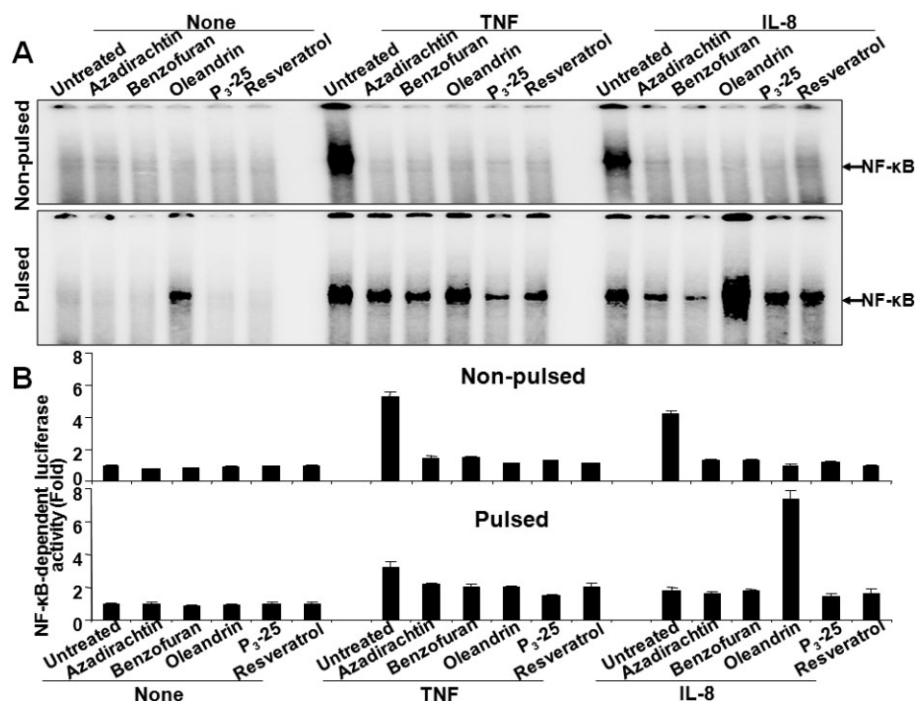 None TNF IL-8
A
Untreated Azadirachtin Benzofuran Oleandrin P₃-25 Resveratrol Untreated Azadirachtin Benzofuran Oleandrin P₃-25 Resveratrol Untreated Azadirachtin Benzofuran Oleandrin P₃-25 Resveratrol
Non-pulsed
NF-κB
Pulsed
NF-κB
B
NF-κB-dependent luciferase
activity (Fold)
8
Non-pulsed
6
4
2
0
8
Pulsed
6
4
2
0
Untreated Azadirachtin Benzofuran Oleandrin P₃-25 Resveratrol Untreated Azadirachtin Benzofuran Oleandrin P₃-25 Resveratrol Untreated Azadirachtin Benzofuran Oleandrin P₃-25 Resveratrol
None TNF IL-8